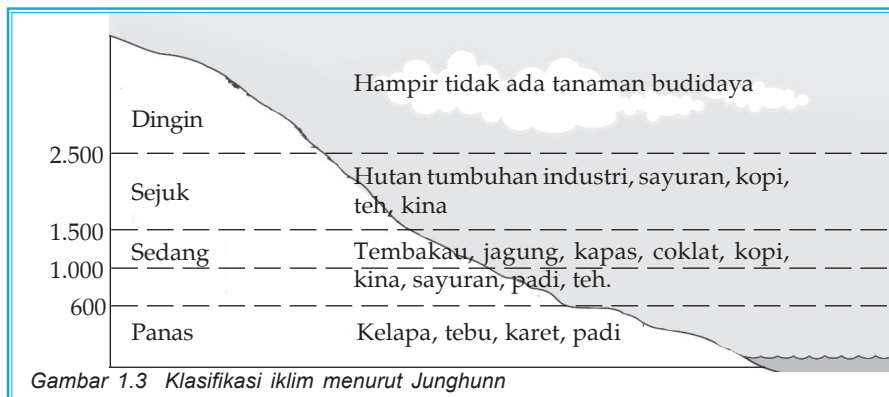 Hampir tidak ada tanaman budidaya
Dingin
2.500
Hutan tumbuhan industri, sayuran, kopi,
Sejuk
teh, kina
1.500
Sedang
Tembakau, jagung, kapas, coklat, kopi,
1.000
kina, sayuran, padi, teh.
600
Panas
Kelapa, tebu, karet, padi
Gambar 1.3 Klasifikasi iklim menurut Junghunn